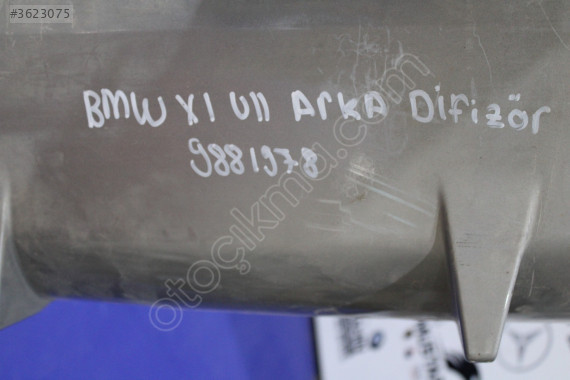 #3623075
BMW X1 U11 ArkA Difizör
9881978
otoçıkma.com